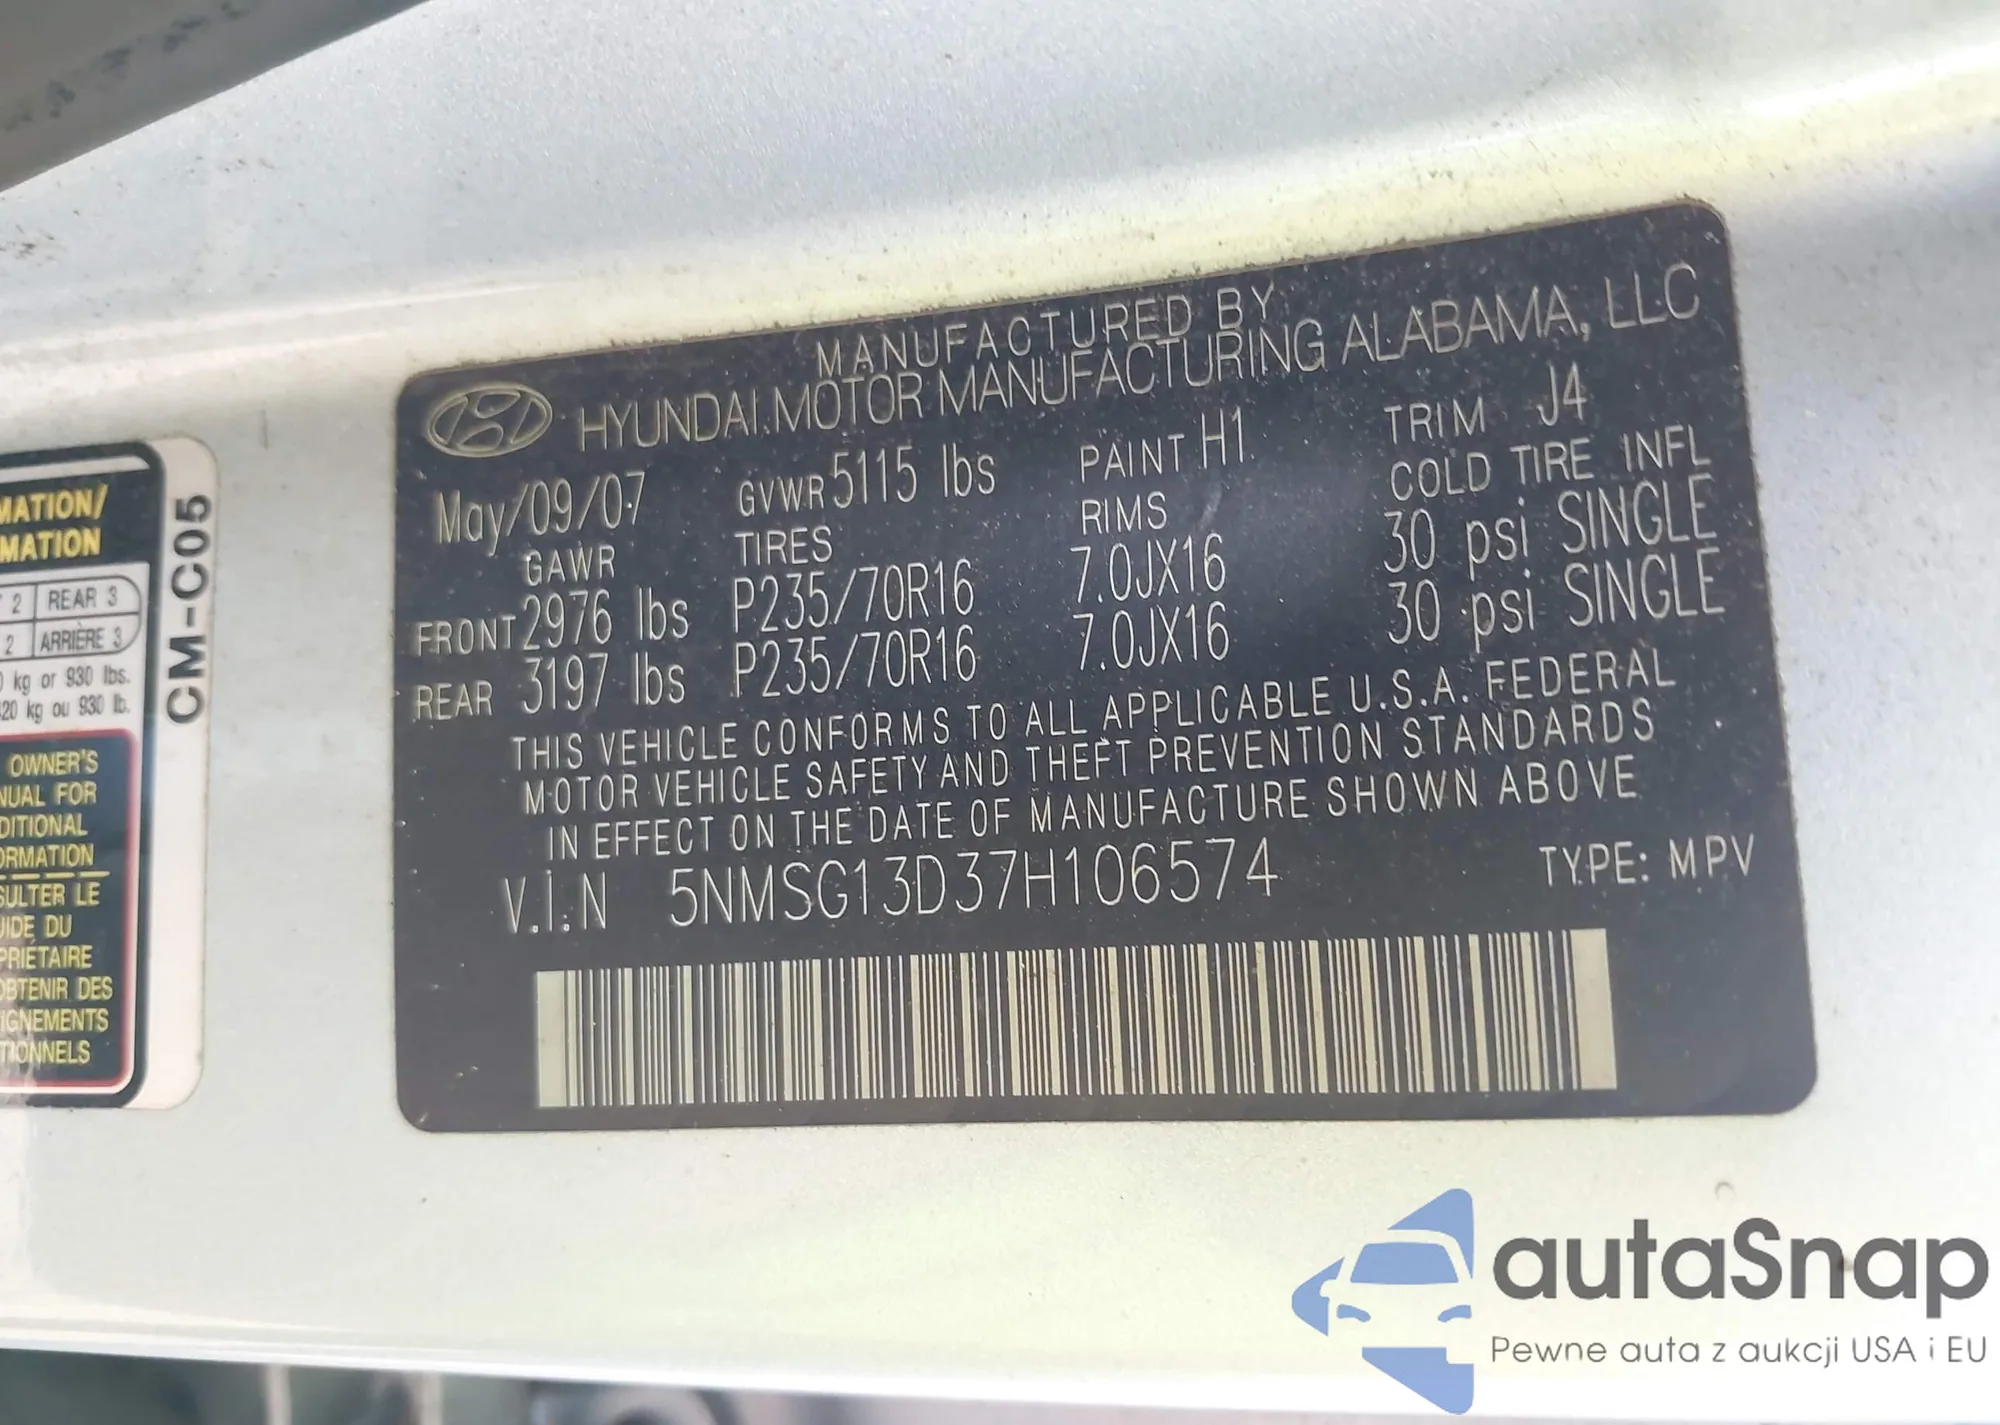 MANUFACTURED BY
HYUNDAI MOTOR MANUFACTURING ALABAMA, LLC
May/09/07 GVWR 5115 lbs PAINT H1 TRIM J4
GAWR TIRES RIMS COLD TIRE INFL
FRONT 2976 lbs P235/70R16 7.0JX16 30 psi SINGLE
REAR 3197 lbs P235/70R16 7.0JX16 30 psi SINGLE
THIS VEHICLE CONFORMS TO ALL APPLICABLE U.S.A. FEDERAL
MOTOR VEHICLE SAFETY AND THEFT PREVENTION STANDARDS
IN EFFECT ON THE DATE OF MANUFACTURE SHOWN ABOVE
V.I.N 5NMSG13D37H106574 TYPE: MPV
MATION/
MATION
2 REAR 3
2 ARRIÈRE 3
kg or 930 lbs.
20 kg ou 930 lb.
OWNER'S
NUAL FOR
DITIONAL
ORMATION
SULTER LE
UIDE DU
PRIÉTAIRE
OBTENIR DES
IGNEMENTS
TIONNELS
CM-C05
autaSnap
Pewne auta z aukcji USA i EU